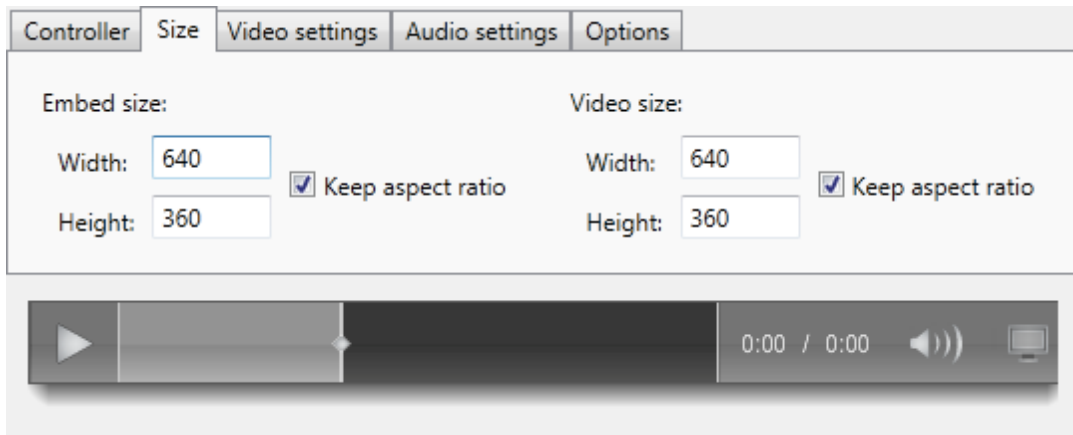 Controller Size Video settings Audio settings Options
Embed size: Video size:
Width: 640 Width: 640
Keep aspect ratio Keep aspect ratio
Height: 360 Height: 360
0:00 / 0:00